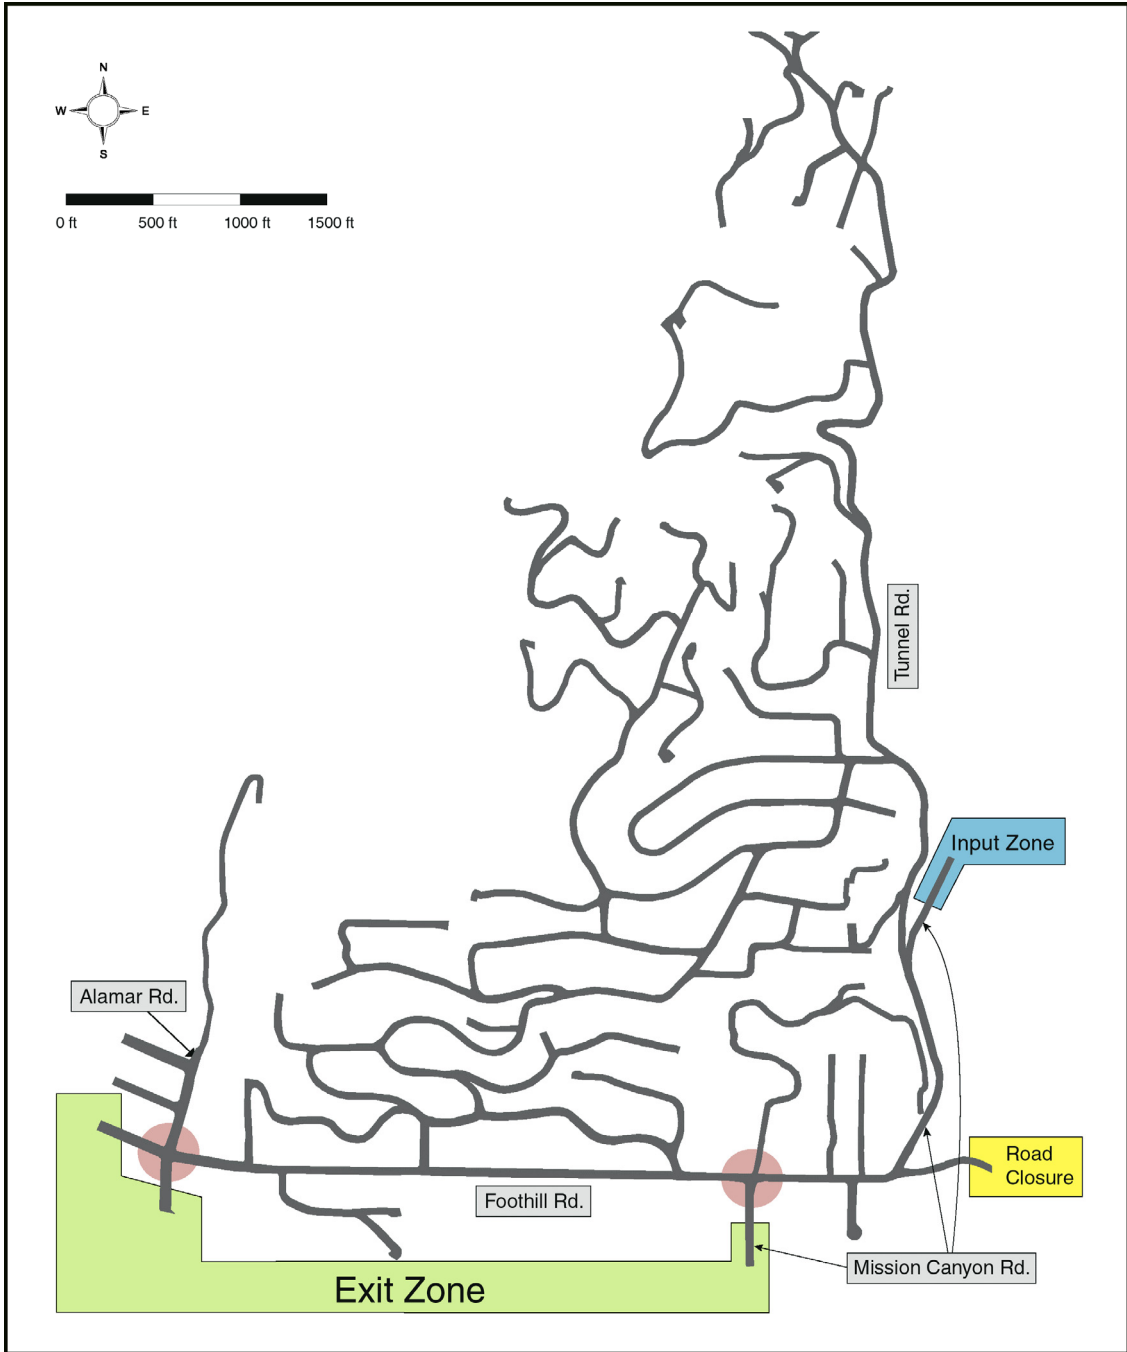 N
W E
S
0 ft 500 ft 1000 ft 1500 ft
Tunnel Rd.
Input Zone
Alamar Rd.
Road
Closure
Foothill Rd.
Mission Canyon Rd.
Exit Zone